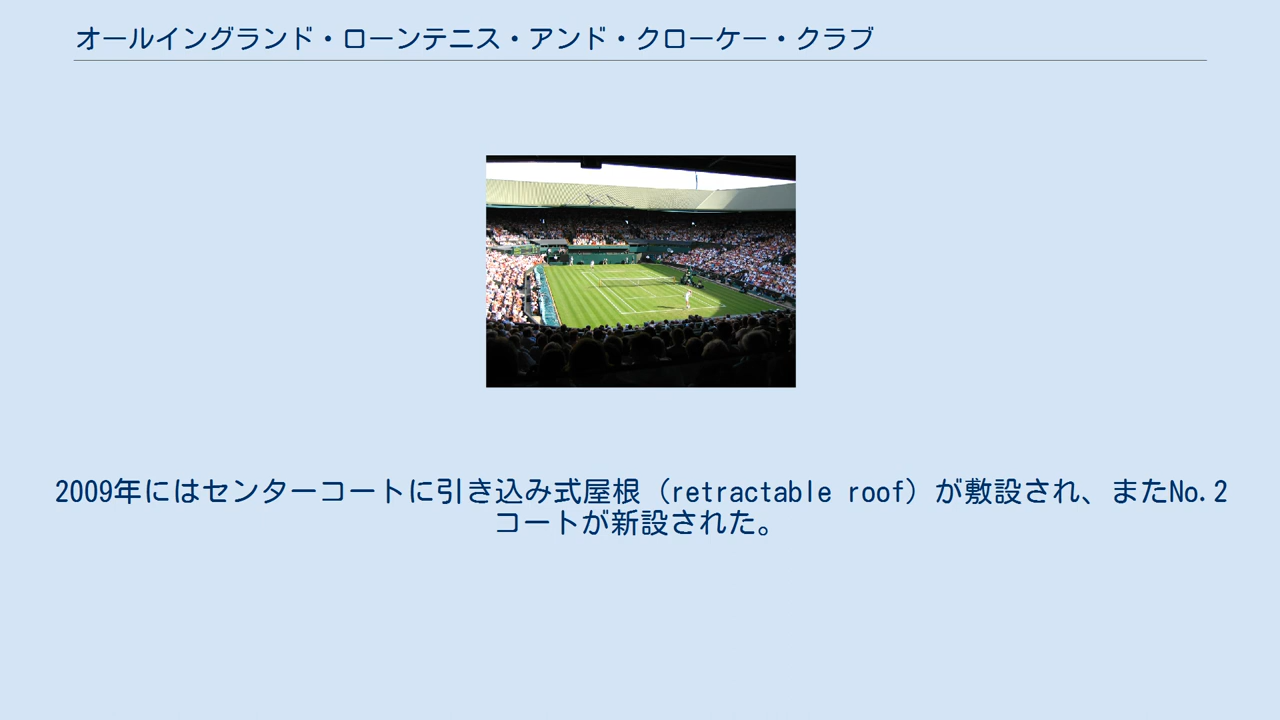 オールイングランド・ローンテニス・アンド・クローケー・クラブ
2009年にはセンターコートに引き込み式屋根（retractable roof）が敷設され、またNo.2
コートが新設された。